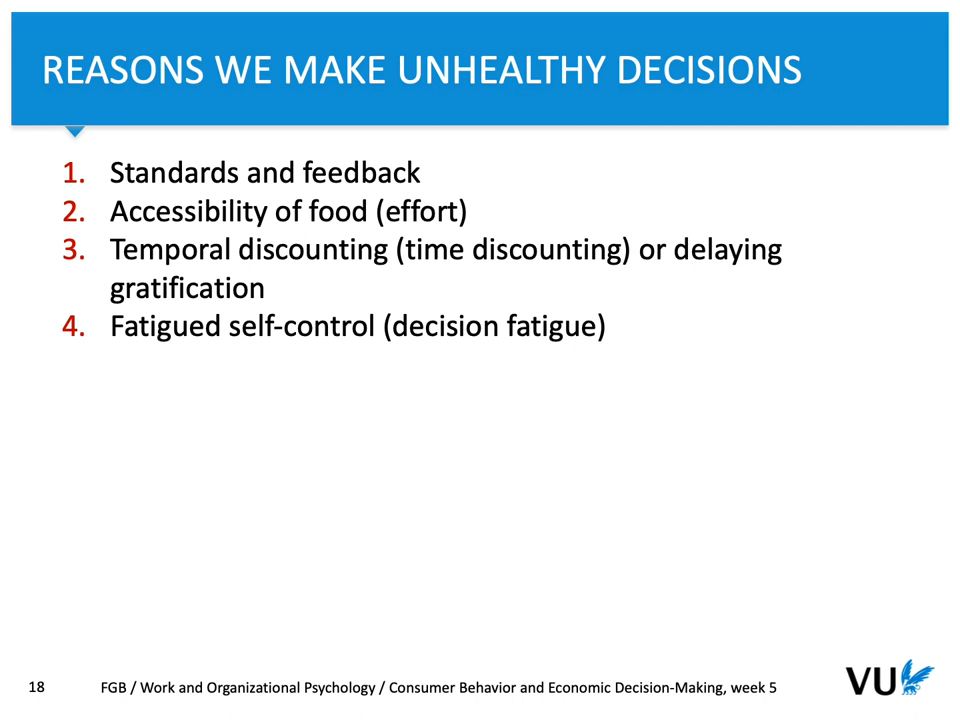 REASONS WE MAKE UNHEALTHY DECISIONS
1. Standards and feedback
2. Accessibility of food (effort)
3. Temporal discounting (time discounting) or delaying
gratification
4. Fatigued self-control (decision fatigue)
18 FGB / Work and Organizational Psychology / Consumer Behavior and Economic Decision-Making, week 5
VU